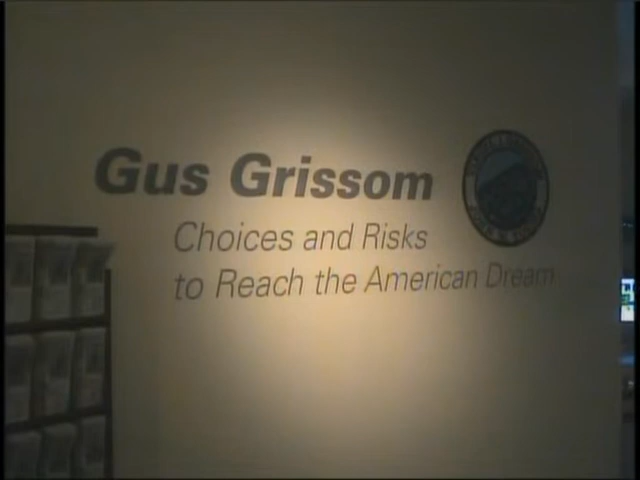 Gus Grissom
Choices and Risks
to Reach the American Dream